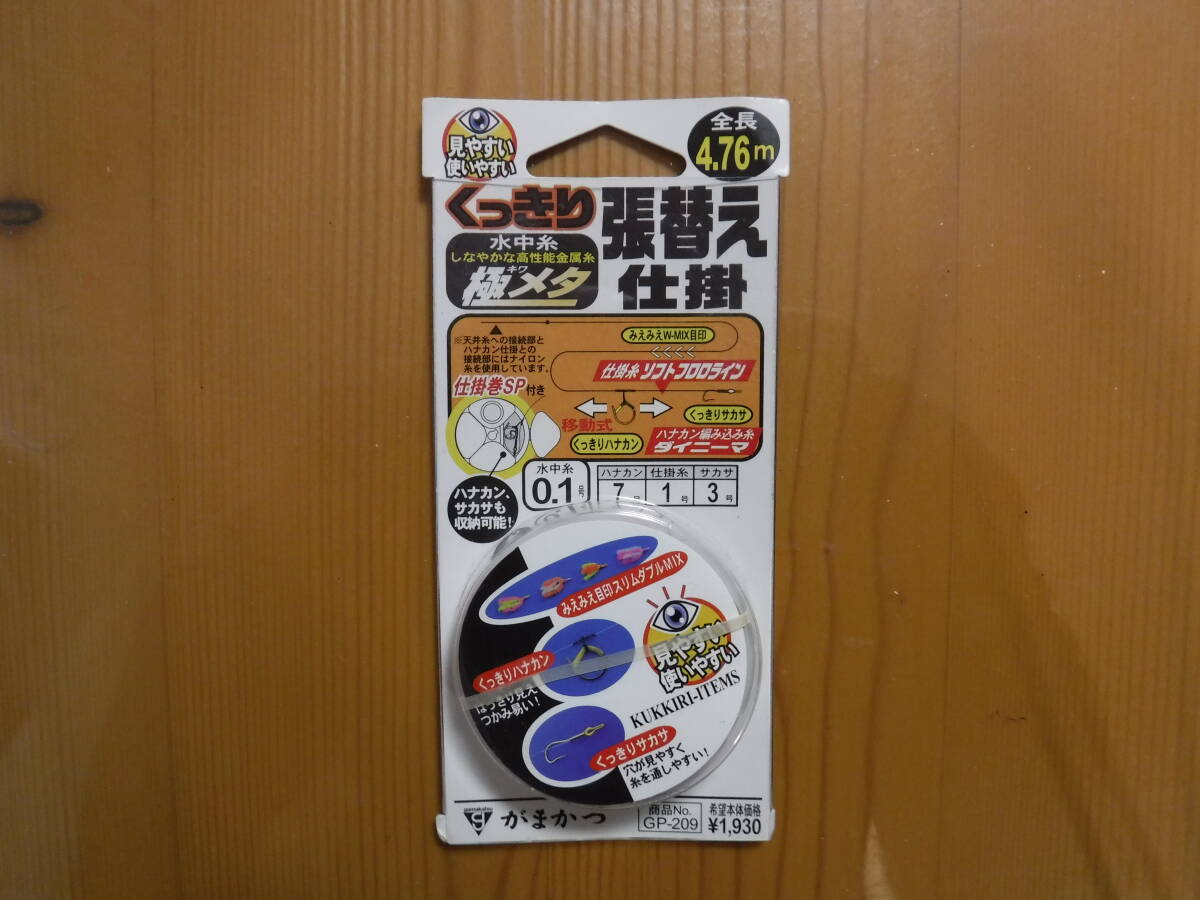 見やすい
使いやすい
全長
4.76m
くっきり
張替え
仕掛
水中糸
しなやかな高性能金属糸
キワ
極メタ
みえみえW-MIX目印
※天井糸への接続部と
ハナカン仕掛との
接続部にはナイロン
糸を使用しています。
仕掛糸 ソフトフロロライン
仕掛巻SP付き
移動式
くっきりサカサ
くっきりハナカン
ハナカン編み込み糸
ダイニーマ
ハナカン、
サカサも
収納可能!
水中糸
0.1号
ハナカン 仕掛糸 サカサ
7号 1号 3号
みえみえ目印スリムダブルMIX
見やすい
使いやすい
KUKKIRI-ITEMS
くっきりハナカン
はっきり見え
つかみ易い!
くっきりサカサ
穴が見やすく
糸を通しやすい!
gamakatsu
がまかつ
商品No.
GP-209
希望本体価格
¥1,930